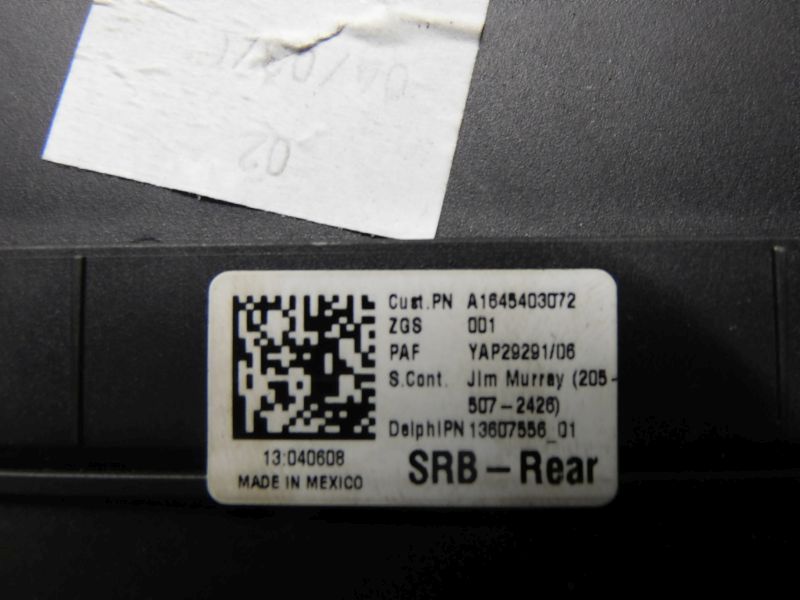 02
Cust.PN A1645403072
ZGS 001
PAF YAP29291/06
S.Cont. Jim Murray (205-
507-2426)
DelphiPN 13607556_01
13:040608
MADE IN MEXICO
SRB-Rear